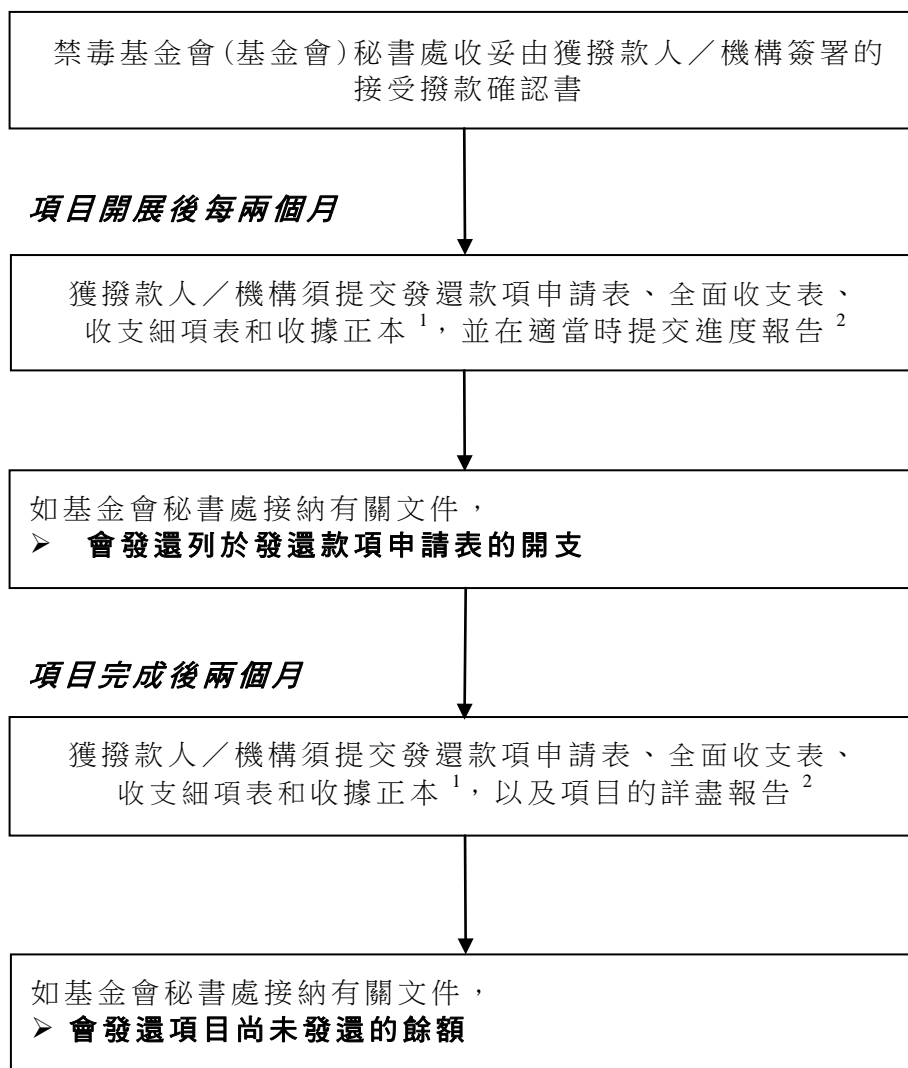 禁毒基金會(基金會)秘書處收妥由獲撥款人／機構簽署的
接受撥款確認書
項目開展後每兩個月
獲撥款人／機構須提交發還款項申請表、全面收支表、
收支細項表和收據正本 1，並在適當時提交進度報告 2
如基金會秘書處接納有關文件，
➢ 會發還列於發還款項申請表的開支
項目完成後兩個月
獲撥款人／機構須提交發還款項申請表、全面收支表、
收支細項表和收據正本 1，以及項目的詳盡報告 2
如基金會秘書處接納有關文件，
➢ 會發還項目尚未發還的餘額